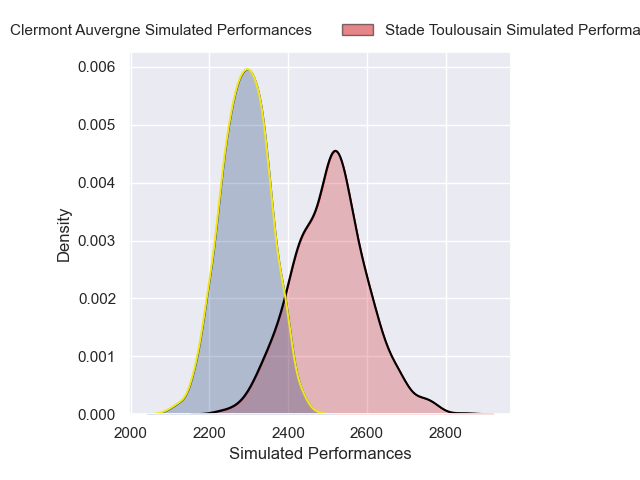 Clermont Auvergne Simulated Performances
Stade Toulousain Simulated Performa
0.006
0.005
0.004
0.003
0.002
0.001
0.000
Density
2000 2200 2400 2600 2800
Simulated Performances